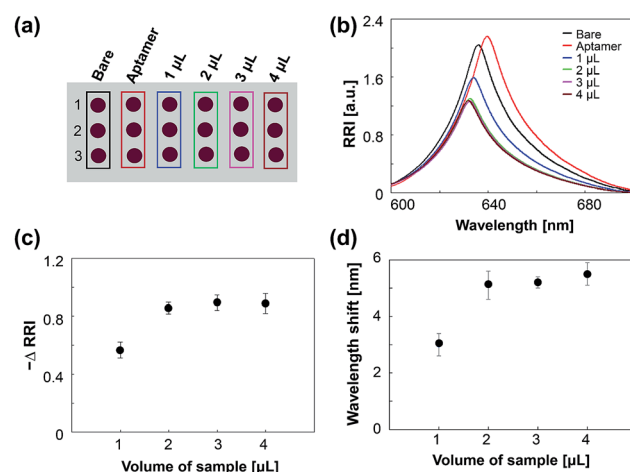 (a)
Bare Aptamer 1 µL 2 µL 3 µL 4 µL
1
2
3
(b)
2.4
1.6
0.8
0
RRI [a.u.]
600 640 680
Wavelength [nm]
Bare
Aptamer
1 µL
2 µL
3 µL
4 µL
(c)
1.2
0.8
0.4
0
−Δ RRI
1 2 3 4
Volume of sample [µL]
(d)
6
4
2
0
Wavelength shift [nm]
1 2 3 4
Volume of sample [µL]